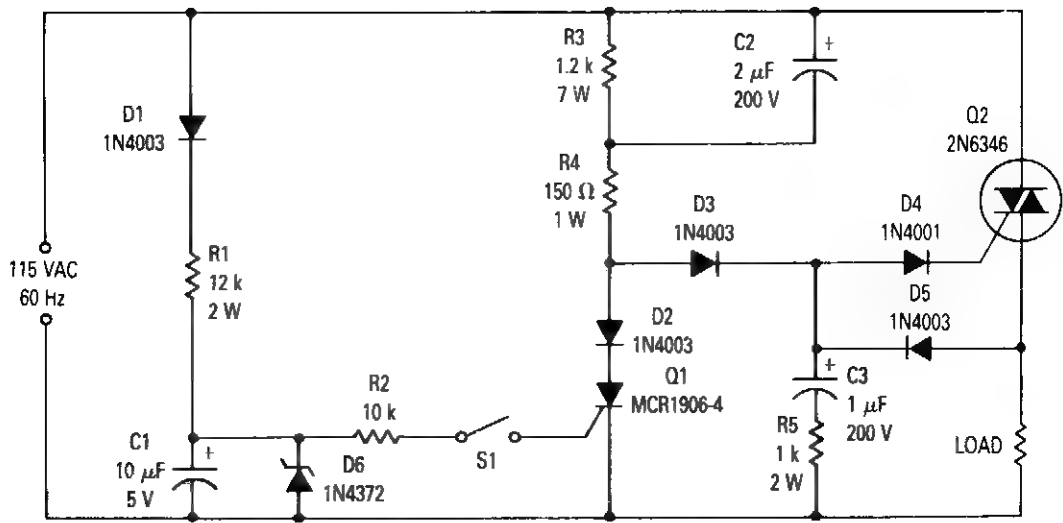 R3
1.2 k
7 W
C2
+
2 μF
200 V
D1
1N4003
Q2
2N6346
R4
150 Ω
1 W
D3
1N4003
D4
1N4001
115 VAC
60 Hz
R1
12 k
2 W
D5
1N4003
D2
1N4003
Q1
MCR1906-4
R2
10 k
+
C3
1 μF
200 V
C1
+
10 μF
5 V
D6
1N4372
S1
R5
1 k
2 W
LOAD